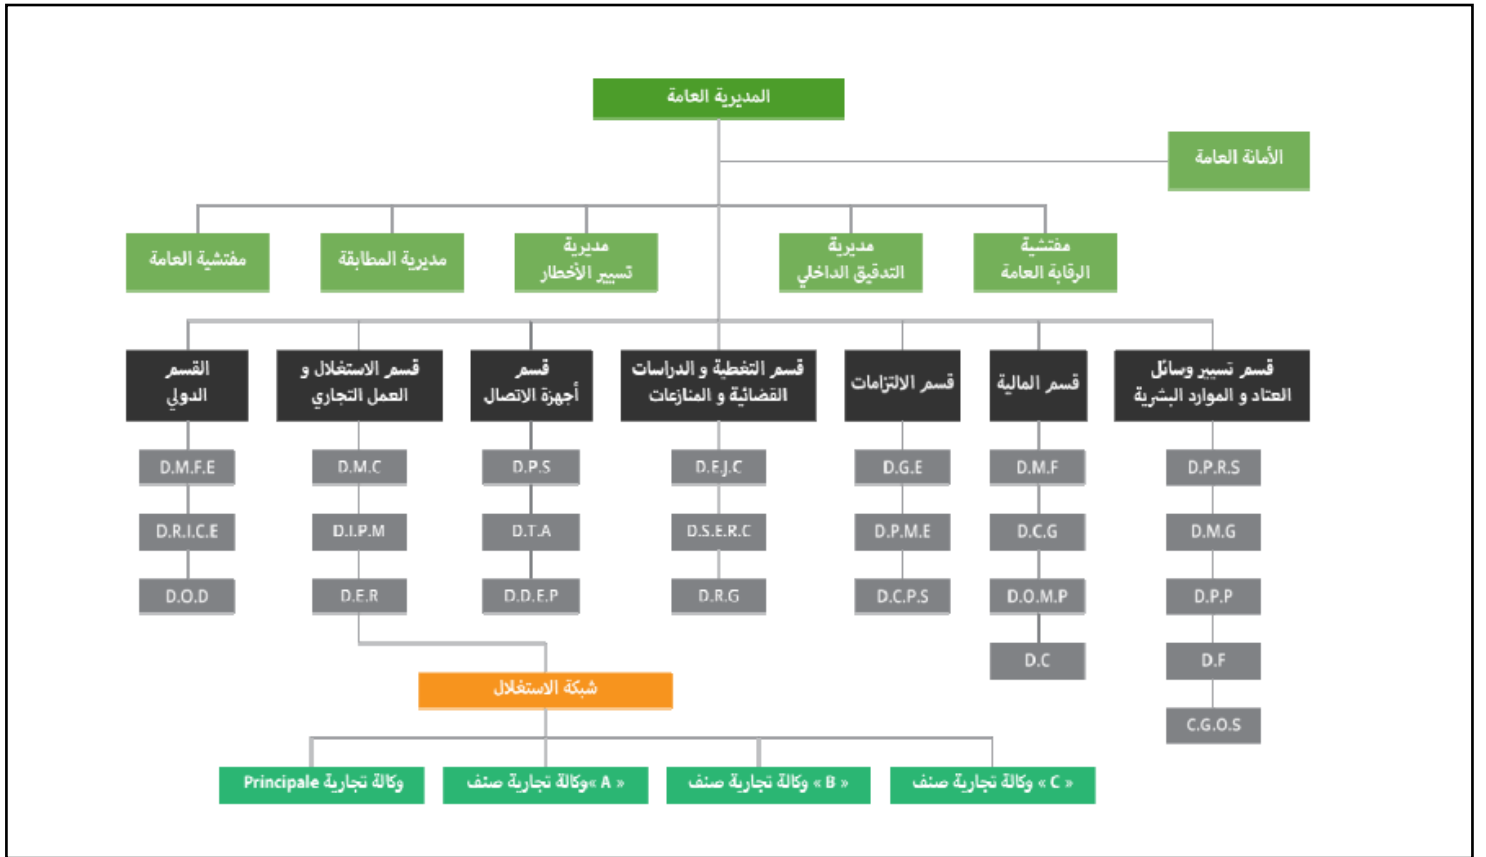 المديرية العامة
الأمانة العامة
مفتشية
الرقابة العامة
مديرية
التدقيق الداخلي
مديرية
تسيير الأخطار
مديرية المطابقة
مفتشية العامة
قسم تسيير وسائل
العتاد و الموارد البشرية
قسم المالية
قسم الالتزامات
قسم التغطية و الدراسات
القضائية و المنازعات
قسم
أجهزة الاتصال
قسم الاستغلال و
العمل التجاري
القسم
الدولي
D.P.R.S
D.M.F
D.G.E
D.E.J.C
D.P.S
D.M.C
D.M.F.E
D.M.G
D.C.G
D.P.M.E
D.S.E.R.C
D.T.A
D.I.P.M
D.R.I.C.E
D.P.P
D.O.M.P
D.C.P.S
D.R.G
D.D.E.P
D.E.R
D.O.D
D.F
D.C
C.G.O.S
شبكة الاستغلال
« C » وكالة تجارية صنف
« B » وكالة تجارية صنف
« A »وكالة تجارية صنف
وكالة تجارية Principale